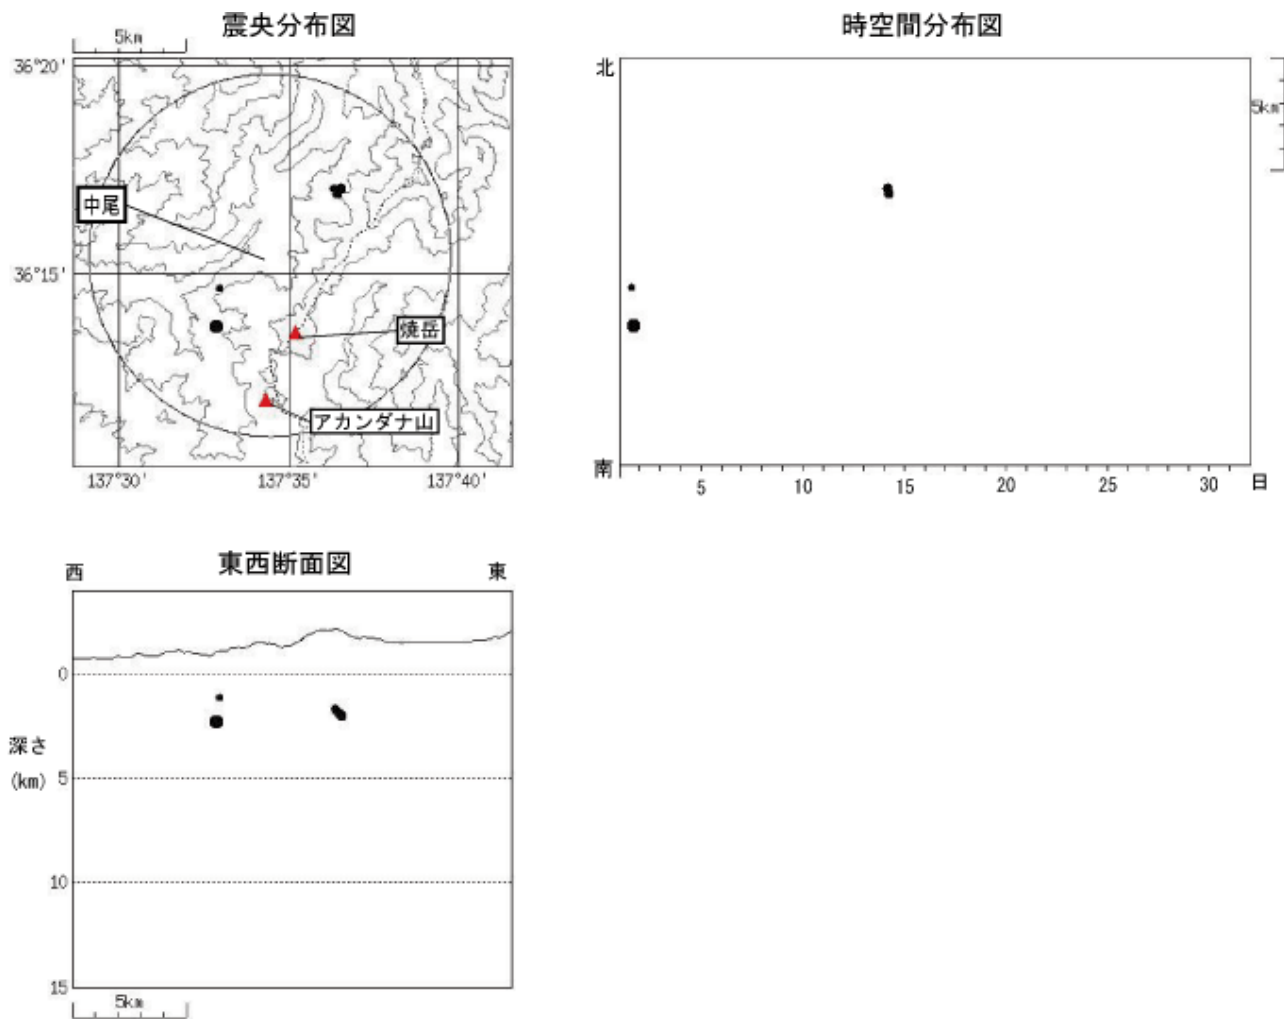 震央分布図
5km
36°20'
中尾
36°15'
焼岳
アカンダナ山
137°30'
137°35'
137°40'
時空間分布図
北
5km
南
5
10
15
20
25
30
日
東西断面図
西
東
0
深さ
(km)
5
10
15
5km